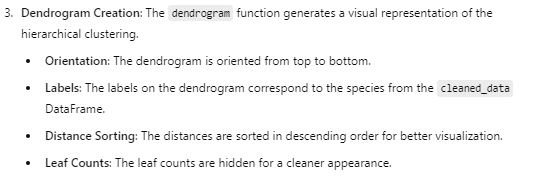 3. Dendrogram Creation: The dendrogram function generates a visual representation of the
hierarchical clustering.
• Orientation: The dendrogram is oriented from top to bottom.
• Labels: The labels on the dendrogram correspond to the species from the cleaned_data
DataFrame.
• Distance Sorting: The distances are sorted in descending order for better visualization.
• Leaf Counts: The leaf counts are hidden for a cleaner appearance.